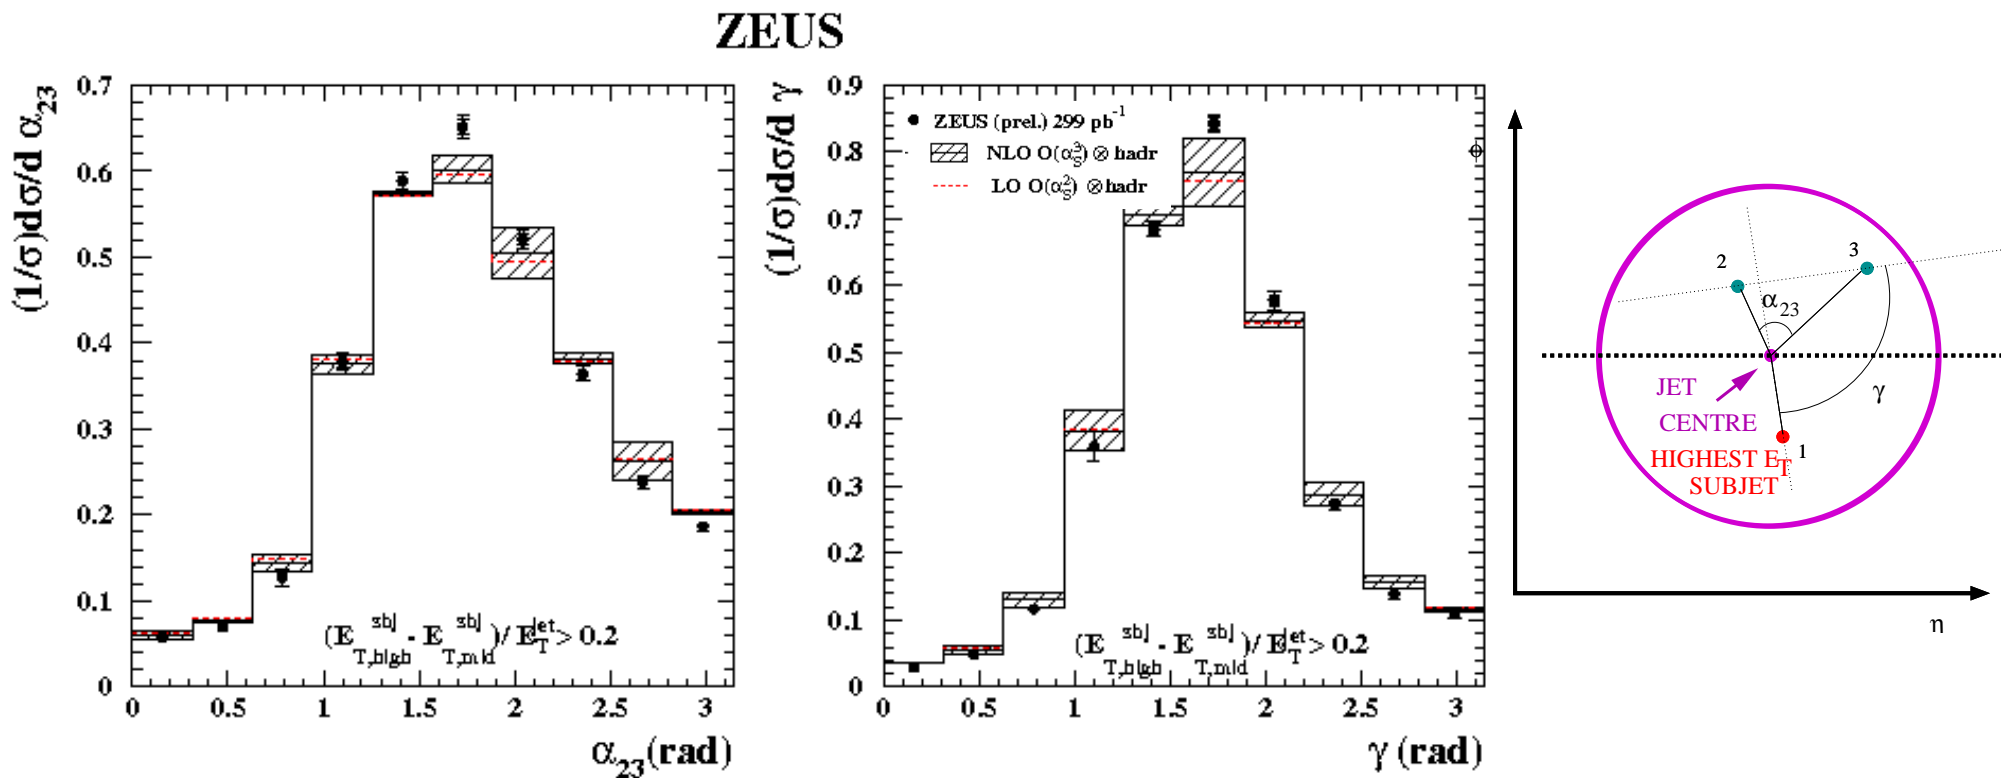 ZEUS
(1/σ)dσ/d α23
0.7
0.6
0.5
0.4
0.3
0.2
0.1
0
0 0.5 1 1.5 2 2.5 3
α23(rad)
(E T,high sbj - E T,mid sbj)/ E T jet > 0.2
(1/σ)dσ/d γ
0.9
0.8
0.7
0.6
0.5
0.4
0.3
0.2
0.1
0
0 0.5 1 1.5 2 2.5 3
γ (rad)
ZEUS (prel.) 299 pb-1
NLO O(αs3) ⊗ hadr
LO O(αs2) ⊗ hadr
(E T,high sbj - E T,mid sbj)/ E T jet > 0.2
2
3
α23
JET
CENTRE
γ
1
HIGHEST ET
SUBJET
η